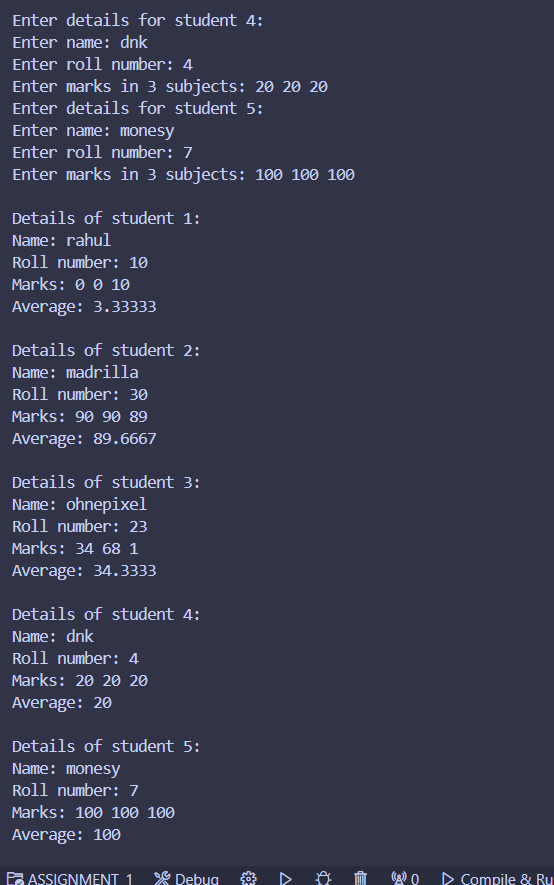 Enter details for student 4:
Enter name: dnk
Enter roll number: 4
Enter marks in 3 subjects: 20 20 20
Enter details for student 5:
Enter name: monesy
Enter roll number: 7
Enter marks in 3 subjects: 100 100 100
Details of student 1:
Name: rahul
Roll number: 10
Marks: 0 0 10
Average: 3.33333
Details of student 2:
Name: madrilla
Roll number: 30
Marks: 90 90 89
Average: 89.6667
Details of student 3:
Name: ohnepixel
Roll number: 23
Marks: 34 68 1
Average: 34.3333
Details of student 4:
Name: dnk
Roll number: 4
Marks: 20 20 20
Average: 20
Details of student 5:
Name: monesy
Roll number: 7
Marks: 100 100 100
Average: 100
ASSIGNMENT 1 Debug 0 Compile & Ru